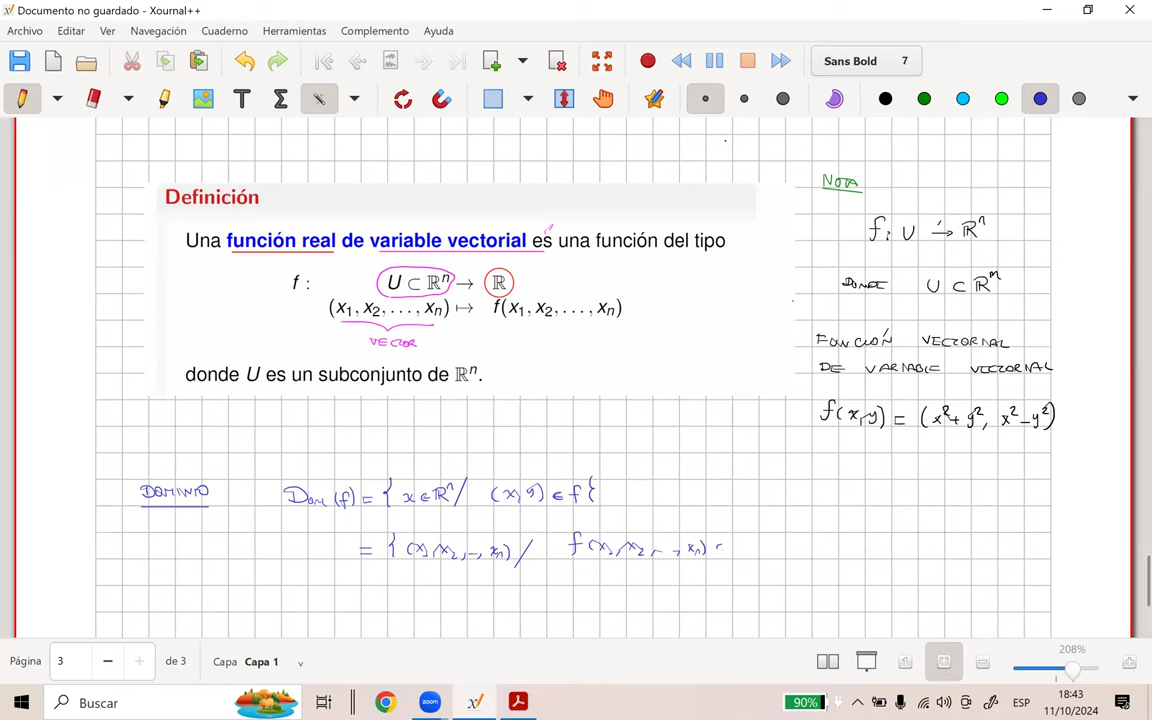 Documento no guardado - Xournal++
Archivo Editar Ver Navegación Cuaderno Herramientas Complemento Ayuda
Sans Bold 7
Definición
Una función real de variable vectorial es una función del tipo
f : U ⊂ ℝⁿ → ℝ
(x₁, x₂, . . . , xₙ) ↦ f(x₁, x₂, . . . , xₙ)
VECTOR
donde U es un subconjunto de ℝⁿ.
NOTA
f: U → ℝⁿ
DONDE U ⊂ ℝᵐ
FUNCIÓN VECTORIAL
DE VARIABLE VECTORIAL
f(x,y) = (x²+y², x²-y²)
DOMINIO Dom(f) = { x∈ℝⁿ / (x,y) ∈ f {
= { (x₁,x₂,-,xₙ) / f(x₁,x₂,-,xₙ)
Página 3 de 3 Capa Capa 1 208%
Buscar zoom 90% ESP 18:43
11/10/2024